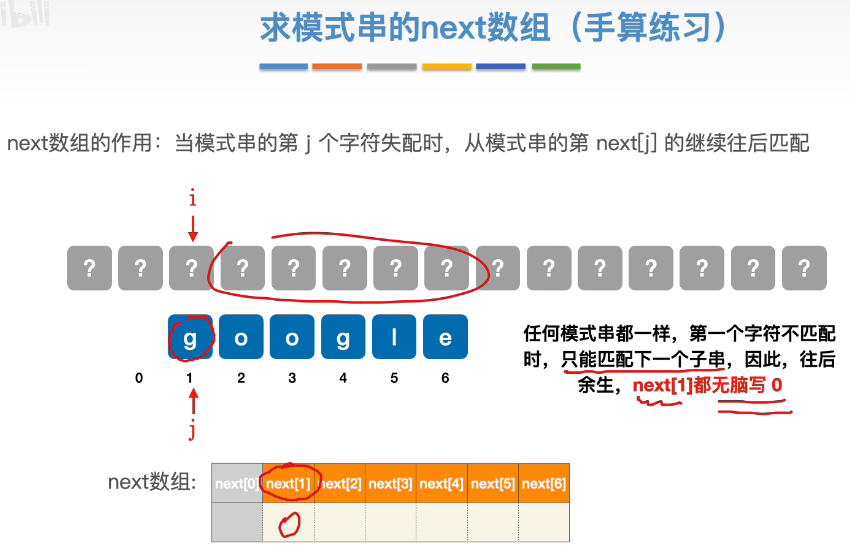 求模式串的next数组（手算练习）
next数组的作用：当模式串的第 j 个字符失配时，从模式串的第 next[j] 的继续往后匹配
i
? ? ? ? ? ? ? ? ? ? ? ? ? ? ?
g o o g l e
0 1 2 3 4 5 6
j
任何模式串都一样，第一个字符不匹配
时，只能匹配下一个子串，因此，往后
余生，next[1]都无脑写 0
next数组:
next[0] next[1] next[2] next[3] next[4] next[5] next[6]
0